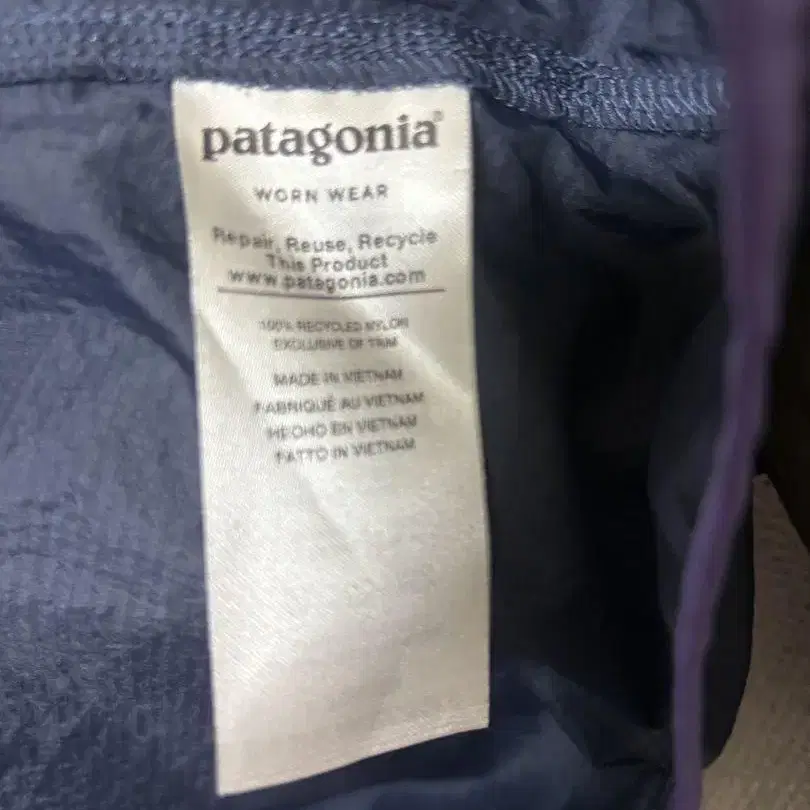 patagonia®
WORN WEAR
Repair, Reuse, Recycle
This Product
www.patagonia.com
100% RECYCLED NYLON
EXCLUSIVE OF TRIM
MADE IN VIETNAM
FABRIQUÉ AU VIETNAM
HECHO EN VIETNAM
FATTO IN VIETNAM